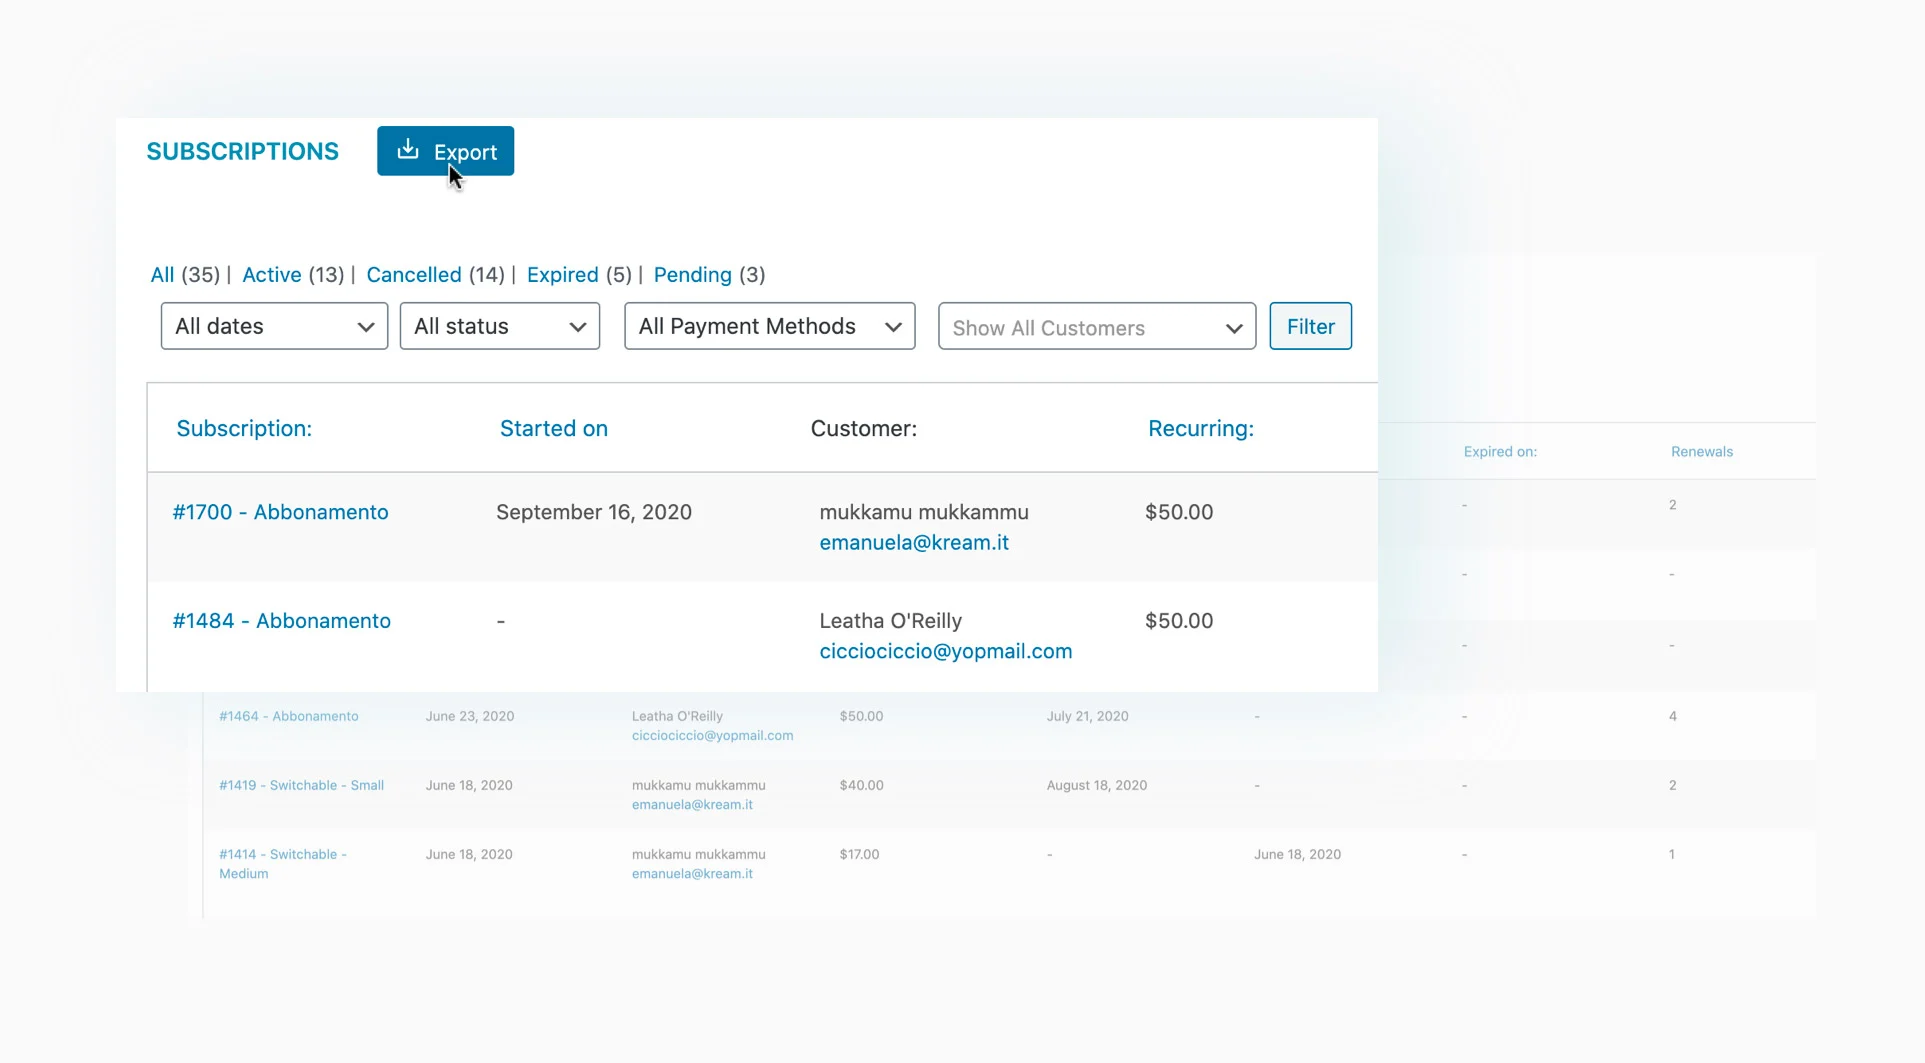 SUBSCRIPTIONS Export
All (35) | Active (13) | Cancelled (14) | Expired (5) | Pending (3)
All dates All status All Payment Methods Show All Customers Filter
Subscription: Started on Customer: Recurring:
Expired on: Renewals
#1700 - Abbonamento September 16, 2020 mukkamu mukkammu $50.00
emanuela@kream.it
- 2
- -
#1484 - Abbonamento - Leatha O'Reilly $50.00
cicciociccio@yopmail.com
- -
#1464 - Abbonamento June 23, 2020 Leatha O'Reilly $50.00 July 21, 2020 - - 4
cicciociccio@yopmail.com
#1419 - Switchable - Small June 18, 2020 mukkamu mukkammu $40.00 August 18, 2020 - - 2
emanuela@kream.it
#1414 - Switchable - June 18, 2020 mukkamu mukkammu $17.00 - June 18, 2020 - 1
Medium emanuela@kream.it